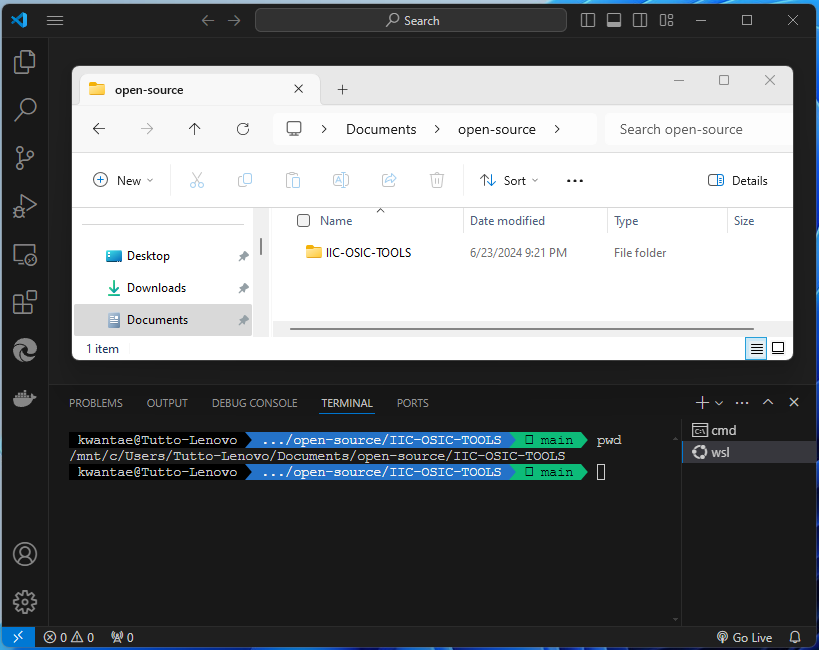 Search
open-source
Documents > open-source >
Search open-source
New
Sort
Details
Name
Date modified
Type
Size
Desktop
Downloads
Documents
IIC-OSIC-TOOLS
6/23/2024 9:21 PM
File folder
1 item
PROBLEMS
OUTPUT
DEBUG CONSOLE
TERMINAL
PORTS
kwantae@Tutto-Lenovo .../open-source/IIC-OSIC-TOOLS main pwd
/mnt/c/Users/Tutto-Lenovo/Documents/open-source/IIC-OSIC-TOOLS
kwantae@Tutto-Lenovo .../open-source/IIC-OSIC-TOOLS main
cmd
wsl
0 0 0
Go Live